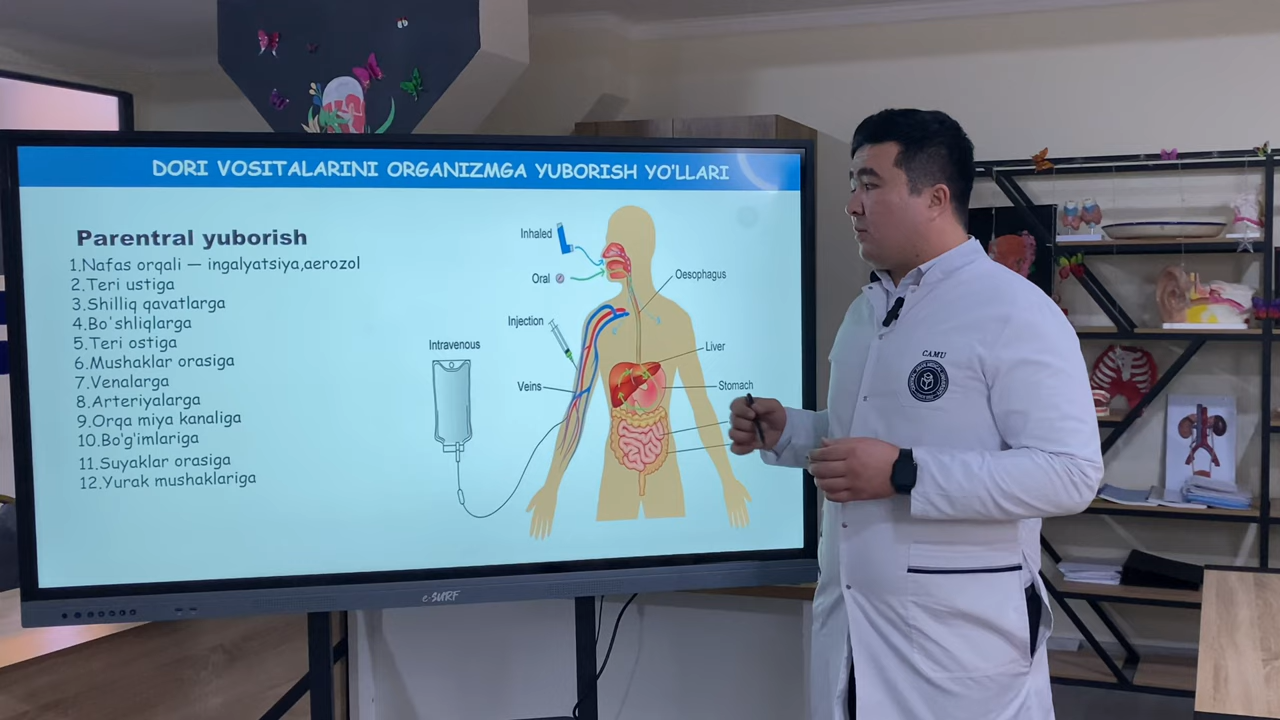 DORI VOSITALARINI ORGANIZMGA YUBORISH YO'LLARI
Parentral yuborish
1.Nafas orqali — ingalyatsiya,aerozol
2.Teri ustiga
3.Shilliq qavatlarga
4.Bo'shliqlarga
5.Teri ostiga
6.Mushaklar orasiga
7.Venalarga
8.Arteriyalarga
9.Orqa miya kanaliga
10.Bo'g'imlariga
11.Suyaklar orasiga
12.Yurak mushaklariga
Inhaled
Oral
Oesophagus
Injection
Intravenous
Liver
Veins
Stomach
e-SURF
CAMU